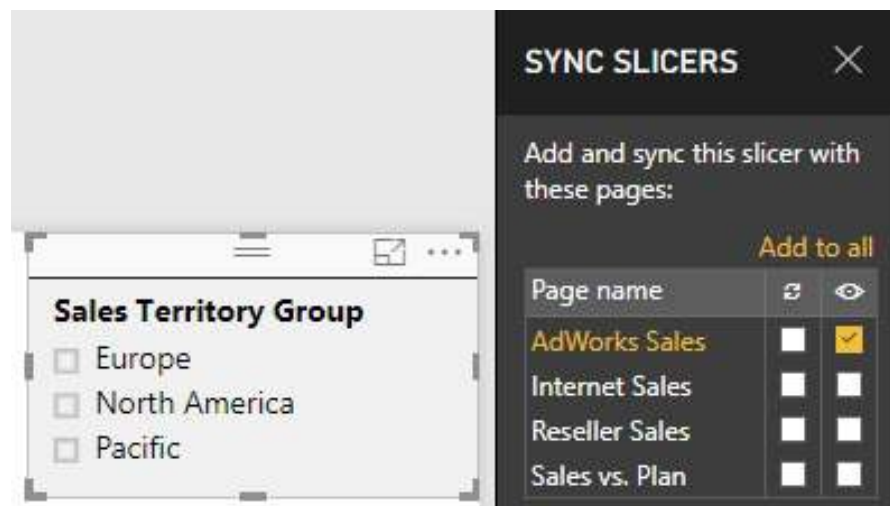 SYNC SLICERS
Add and sync this slicer with
these pages:
Add to all
Page name
AdWorks Sales
Internet Sales
Reseller Sales
Sales vs. Plan
Sales Territory Group
Europe
North America
Pacific